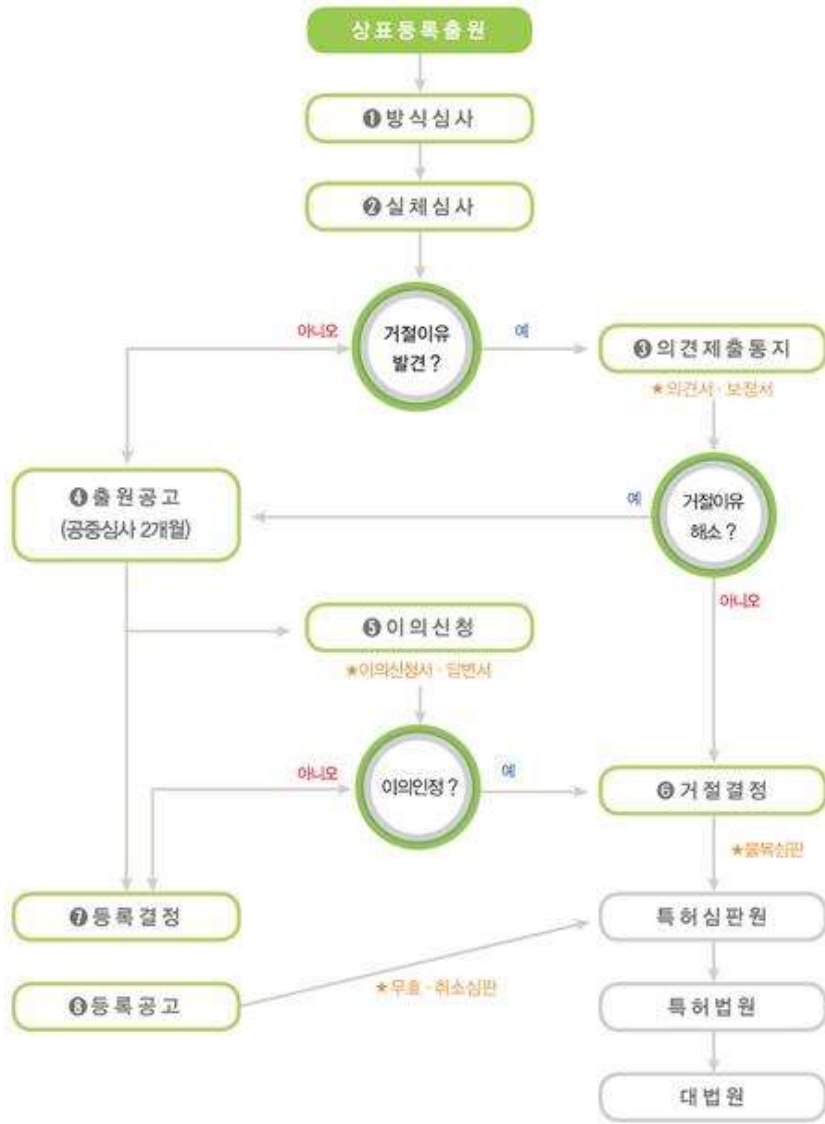 상표등록출원
❶ 방식심사
❷ 실체심사
거절이유
발견 ?
아니오
예
❸ 의견제출통지
★의견서 · 보정서
❹ 출원공고
(공중심사 2개월)
예
거절이유
해소 ?
아니오
❺ 이의신청
★이의신청서 · 답변서
아니오
이의인정 ?
예
❻ 거절결정
★불복심판
❼ 등록결정
특허심판원
❽ 등록공고
★무효 · 취소심판
특허법원
대법원